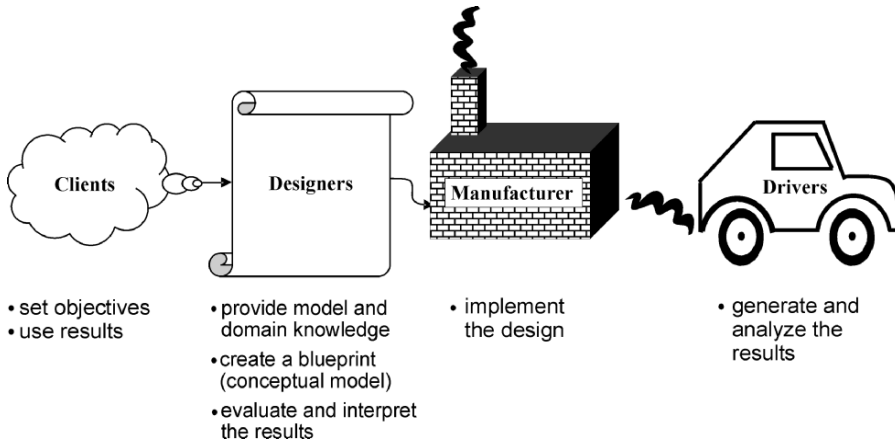 Clients
Designers
Manufacturer
Drivers
• set objectives
• use results
• provide model and
domain knowledge
• create a blueprint
(conceptual model)
• evaluate and interpret
the results
• implement
the design
• generate and
analyze the
results